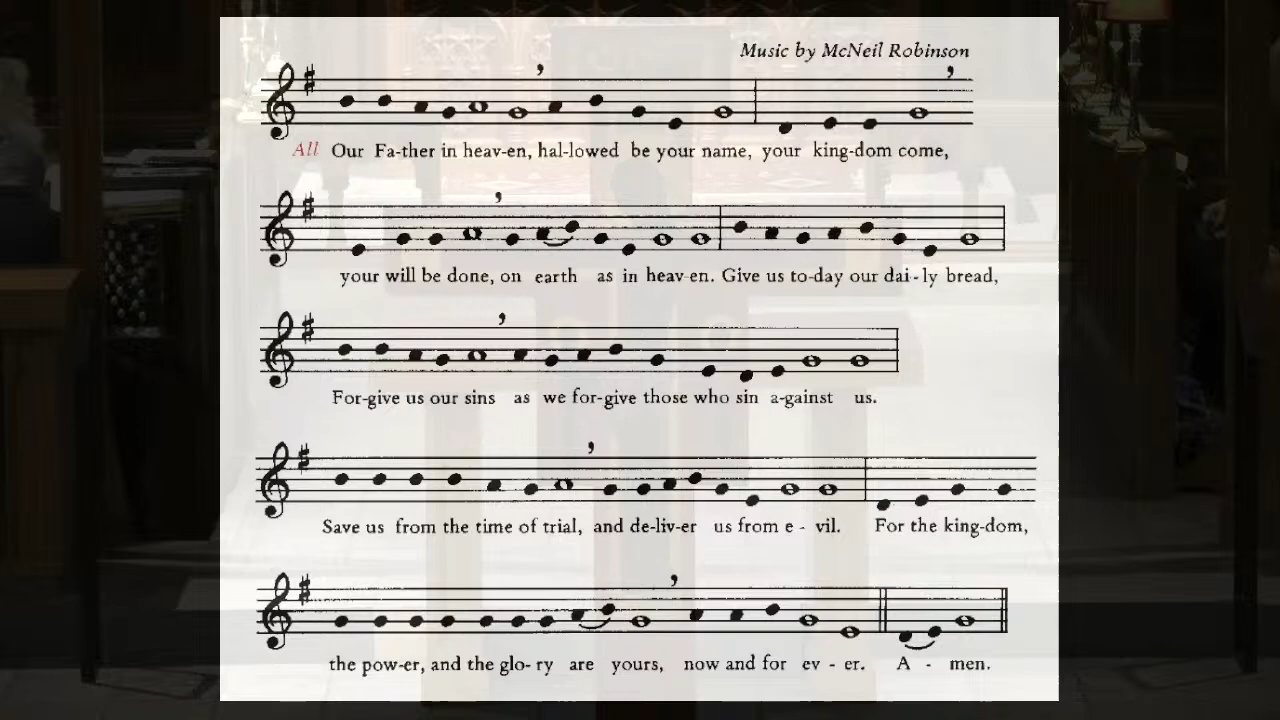 Music by McNeil Robinson
All Our Fa-ther in heav-en, hal-lowed be your name, your king-dom come,
your will be done, on earth as in heav-en. Give us to-day our dai-ly bread,
For-give us our sins as we for-give those who sin a-gainst us.
Save us from the time of trial, and de-liv-er us from e - vil. For the king-dom,
the pow-er, and the glo-ry are yours, now and for ev - er. A - men.